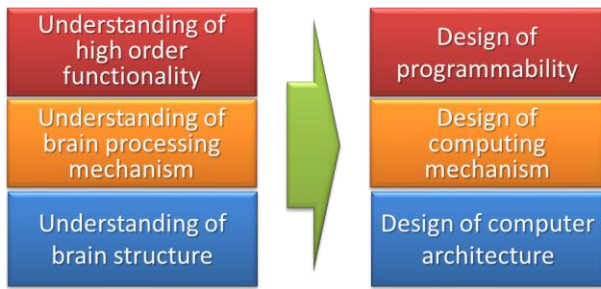 Understanding of
high order
functionality
Understanding of
brain processing
mechanism
Understanding of
brain structure
Design of
programmability
Design of
computing
mechanism
Design of computer
architecture